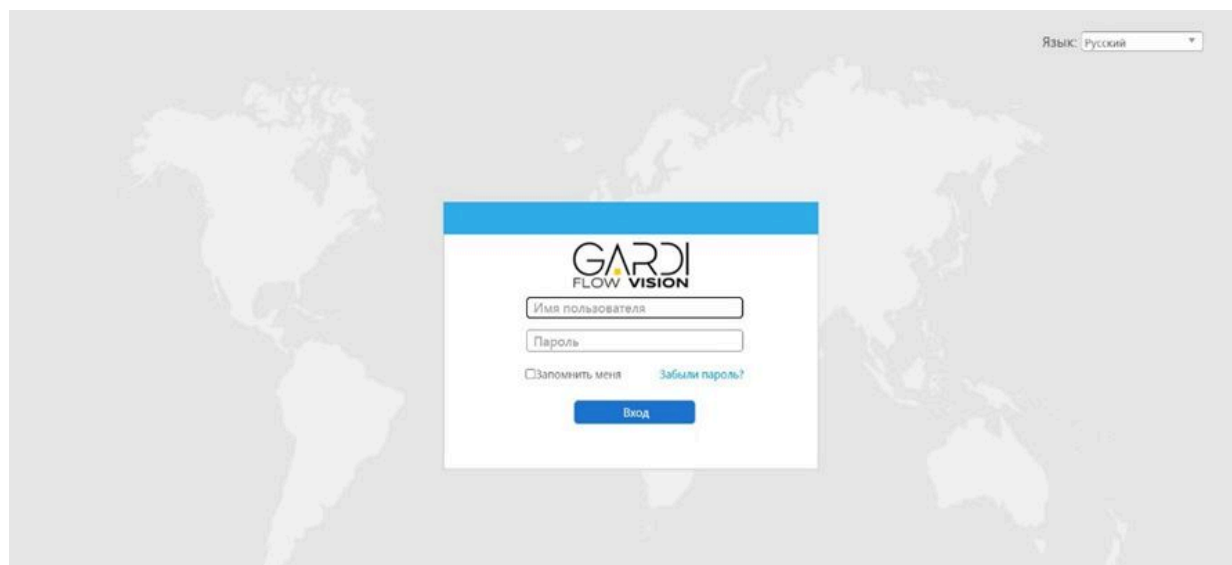 Язык: Русский
GARDI
FLOW VISION
Имя пользователя
Пароль
Запомнить меня Забыли пароль?
Вход